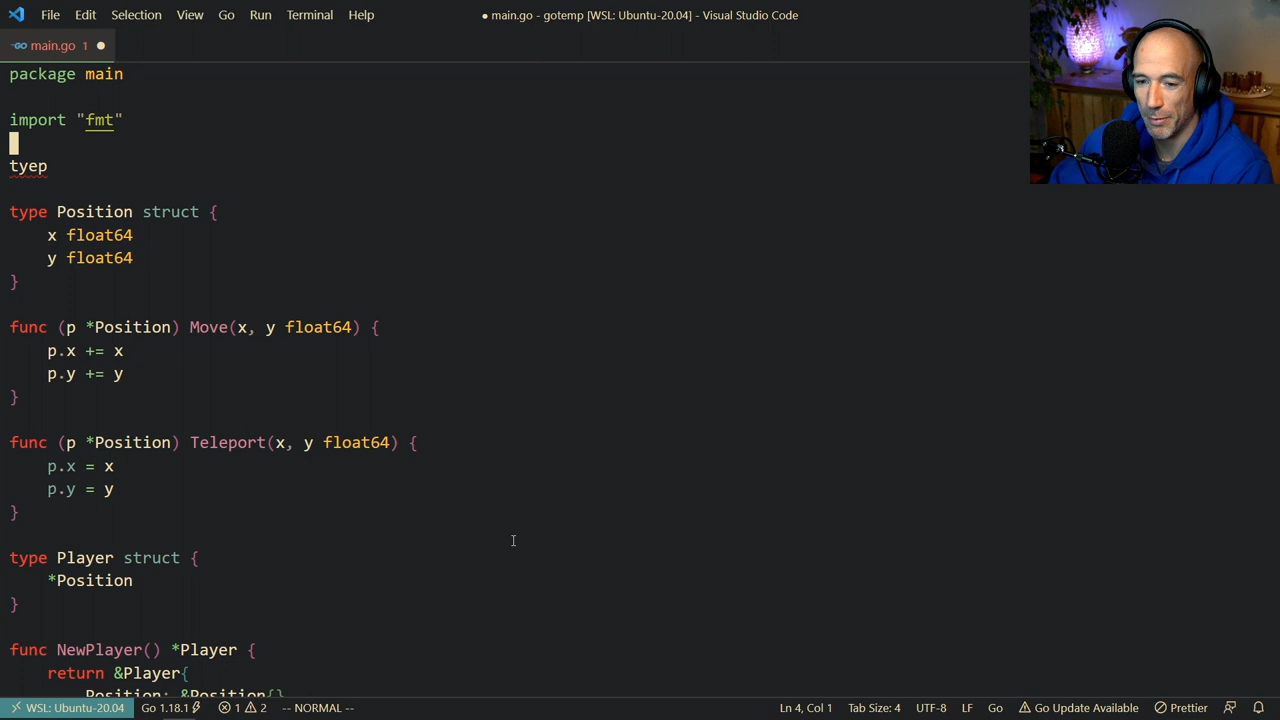 File Edit Selection View Go Run Terminal Help
● main.go - gotemp [WSL: Ubuntu-20.04] - Visual Studio Code
GO main.go 1 ●
package main
import "fmt"
tyep
type Position struct {
x float64
y float64
}
func (p *Position) Move(x, y float64) {
p.x += x
p.y += y
}
func (p *Position) Teleport(x, y float64) {
p.x = x
p.y = y
}
type Player struct {
*Position
}
func NewPlayer() *Player {
return &Player{
Position: &Position{}
WSL: Ubuntu-20.04 Go 1.18.1 1 2 -- NORMAL -- Ln 4, Col 1 Tab Size: 4 UTF-8 LF Go Go Update Available Prettier